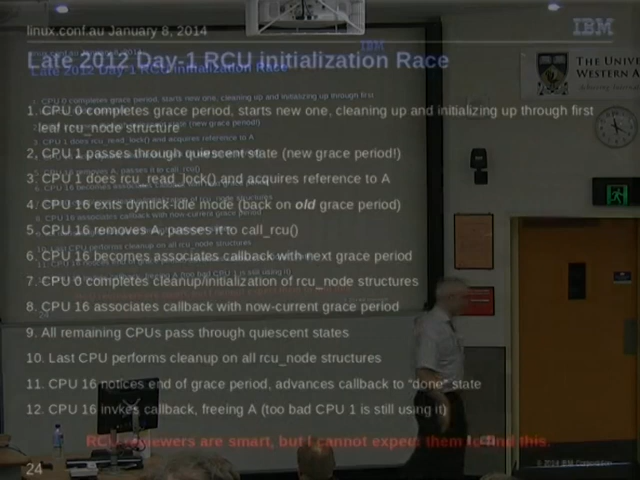 linux.conf.au January 8, 2014
IBM
Late 2012 Day-1 RCU initialization Race
1. CPU 0 completes grace period, starts new one, cleaning up and initializing up through first
leaf rcu_node structure
2. CPU 1 passes through quiescent state (new grace period!)
3. CPU 1 does rcu_read_lock() and acquires reference to A
4. CPU 16 exits dyntick-idle mode (back on old grace period)
5. CPU 16 removes A, passes it to call_rcu()
6. CPU 16 becomes associates callback with next grace period
7. CPU 0 completes cleanup/initialization of rcu_node structures
8. CPU 16 associates callback with now-current grace period
9. All remaining CPUs pass through quiescent states
10. Last CPU performs cleanup on all rcu_node structures
11. CPU 16 notices end of grace period, advances callback to "done" state
12. CPU 16 invkes callback, freeing A (too bad CPU 1 is still using it)
RCU reviewers are smart, but I cannot expect them to find this.
24
© 2014 IBM Corporation
THE UNIVE
WESTERN A